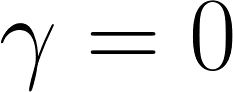 γ = 0